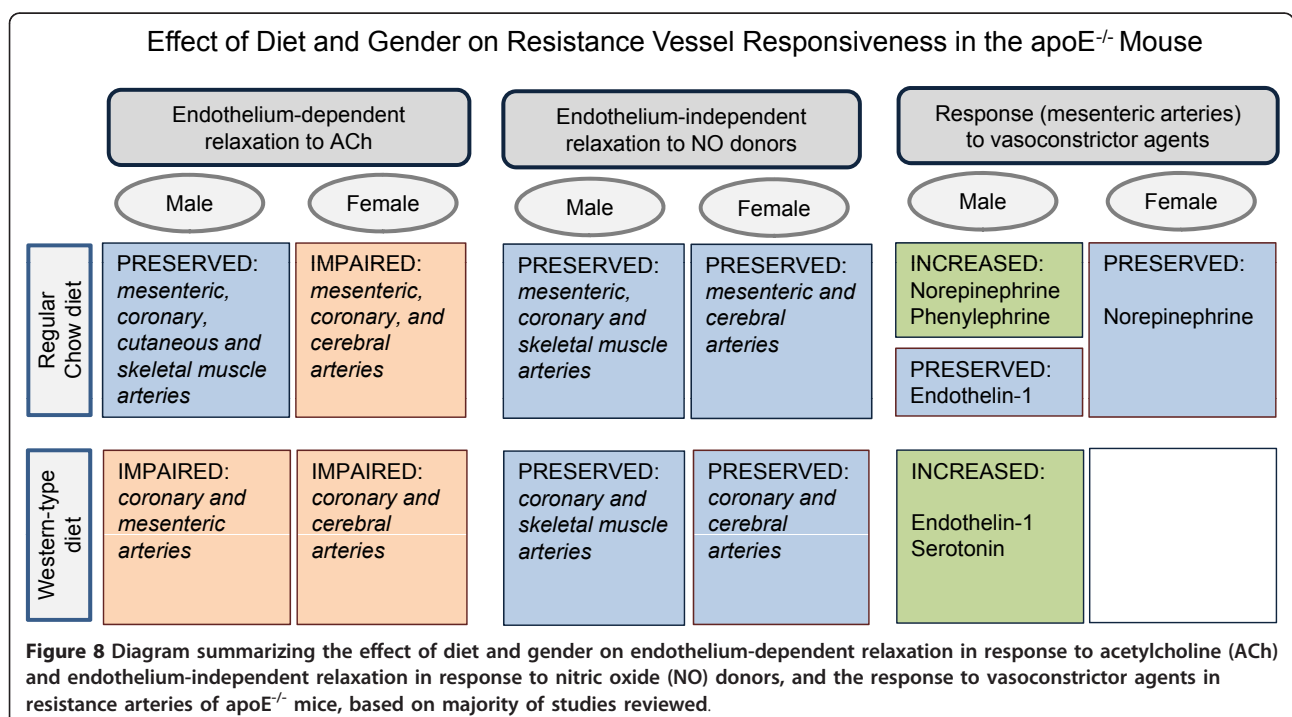 Effect of Diet and Gender on Resistance Vessel Responsiveness in the apoE-/- Mouse
Endothelium-dependent
relaxation to ACh
Endothelium-independent
relaxation to NO donors
Response (mesenteric arteries)
to vasoconstrictor agents
Male
Female
Male
Female
Male
Female
Regular
Chow diet
PRESERVED:
mesenteric,
coronary,
cutaneous and
skeletal muscle
arteries
IMPAIRED:
mesenteric,
coronary, and
cerebral
arteries
PRESERVED:
mesenteric,
coronary and
skeletal muscle
arteries
PRESERVED:
mesenteric and
cerebral
arteries
INCREASED:
Norepinephrine
Phenylephrine
PRESERVED:
Endothelin-1
PRESERVED:
Norepinephrine
Western-type
diet
IMPAIRED:
coronary and
mesenteric
arteries
IMPAIRED:
coronary and
cerebral
arteries
PRESERVED:
coronary and
skeletal muscle
arteries
PRESERVED:
coronary and
cerebral
arteries
INCREASED:
Endothelin-1
Serotonin
Figure 8 Diagram summarizing the effect of diet and gender on endothelium-dependent relaxation in response to acetylcholine (ACh)
and endothelium-independent relaxation in response to nitric oxide (NO) donors, and the response to vasoconstrictor agents in
resistance arteries of apoE-/- mice, based on majority of studies reviewed.